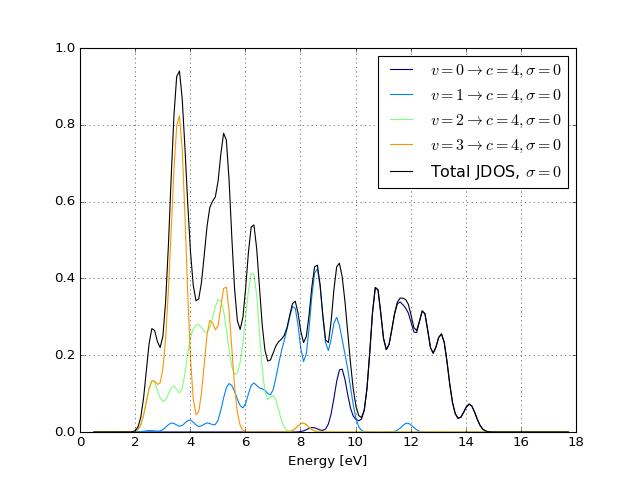 1.0
0.8
0.6
0.4
0.2
0.0
0 2 4 6 8 10 12 14 16 18
Energy [eV]
v = 0 → c = 4, σ = 0
v = 1 → c = 4, σ = 0
v = 2 → c = 4, σ = 0
v = 3 → c = 4, σ = 0
Total JDOS, σ = 0